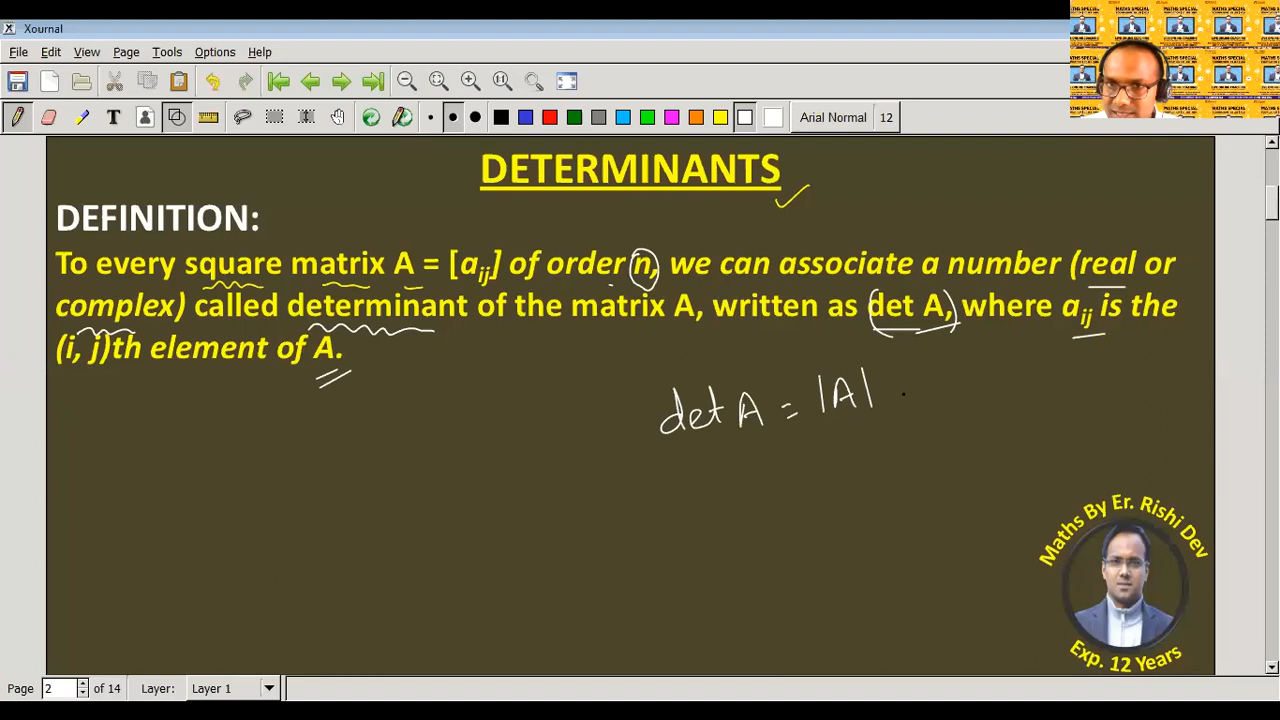 Xournal
File Edit View Page Tools Options Help
Arial Normal 12
DETERMINANTS
DEFINITION:
To every square matrix A = [aij] of order n, we can associate a number (real or
complex) called determinant of the matrix A, written as det A, where aij is the
(i, j)th element of A.
det A = |A|
Maths By Er. Rishi Dev
Exp. 12 Years
Page 2 of 14 Layer: Layer 1